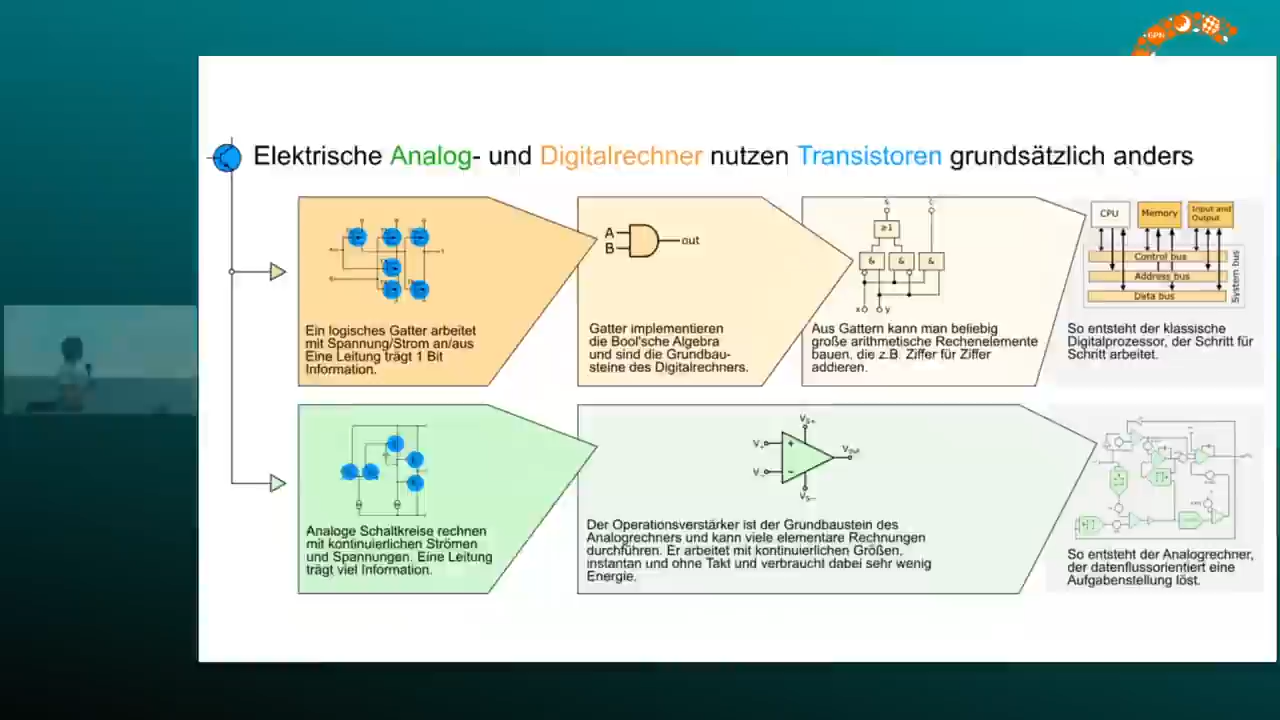 GPN
Elektrische Analog- und Digitalrechner nutzen Transistoren grundsätzlich anders
Ein logisches Gatter arbeitet
mit Spannung/Strom an/aus
Eine Leitung trägt 1 Bit
Information.
A
B
out
Gatter implementieren
die Bool'sche Algebra
und sind die Grundbau-
steine des Digitalrechners.
≥1
& & &
x y
Aus Gattern kann man beliebig
große arithmetische Rechenelemente
bauen, die z.B. Ziffer für Ziffer
addieren.
CPU
Memory
Input and
Output
Control bus
Address bus
Data bus
System bus
So entsteht der klassische
Digitalprozessor, der Schritt für
Schritt arbeitet.
Analoge Schaltkreise rechnen
mit kontinuierlichen Strömen
und Spannungen. Eine Leitung
trägt viel Information.
VS+
V+
+
Vout
V−
−
VS−
Der Operationsverstärker ist der Grundbaustein des
Analogrechners und kann viele elementare Rechnungen
durchführen. Er arbeitet mit kontinuierlichen Größen,
instantan und ohne Takt und verbraucht dabei sehr wenig
Energie.
So entsteht der Analogrechner,
der datenflussorientiert eine
Aufgabenstellung löst.